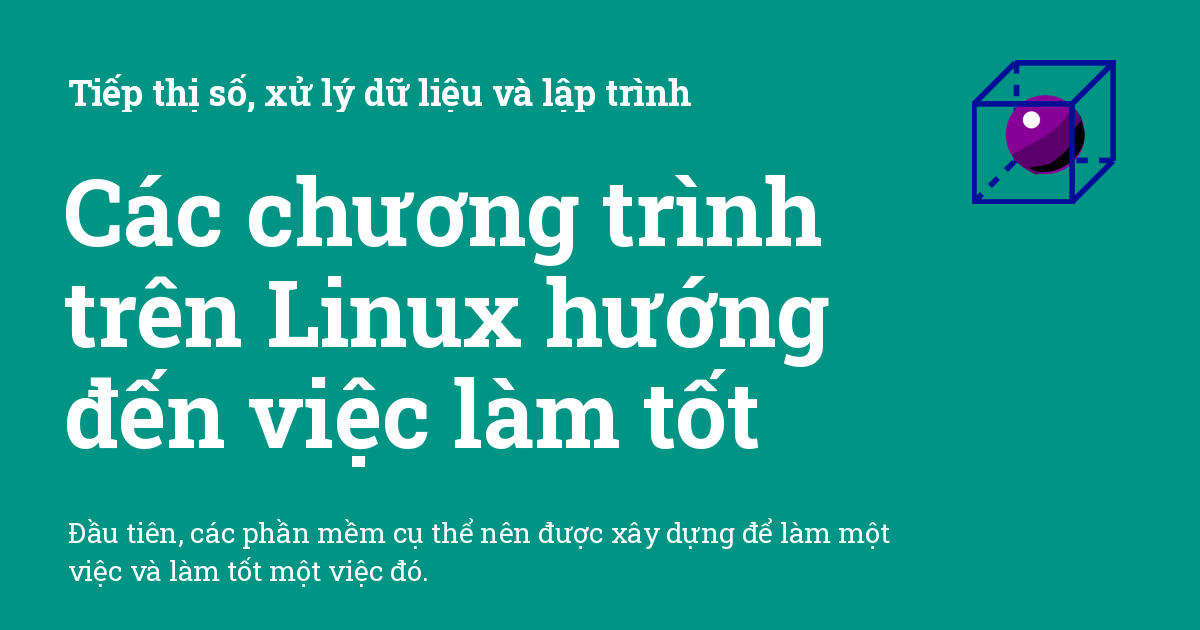 Tiếp thị số, xử lý dữ liệu và lập trình
Các chương trình
trên Linux hướng
đến việc làm tốt
Đầu tiên, các phần mềm cụ thể nên được xây dựng để làm một
việc và làm tốt một việc đó.